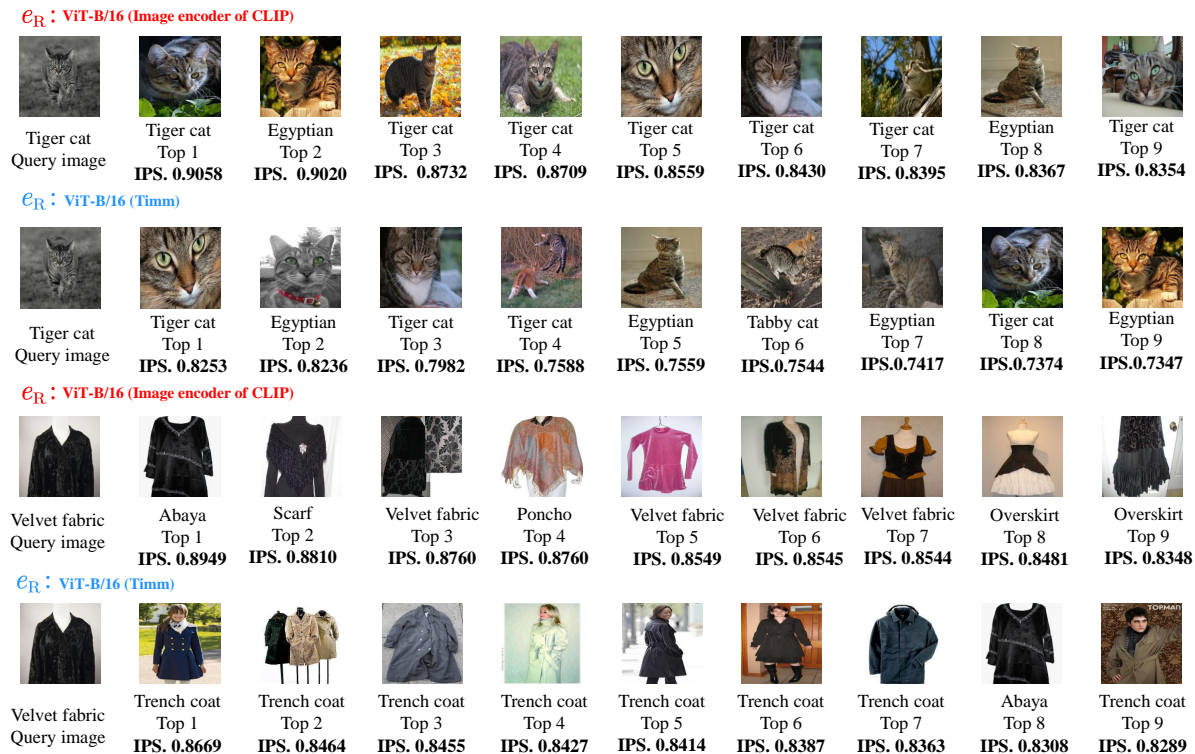 e_R: ViT-B/16 (Image encoder of CLIP)
Tiger cat Query image
Tiger cat Top 1 IPS. 0.9058
Egyptian Top 2 IPS. 0.9020
Tiger cat Top 3 IPS. 0.8732
Tiger cat Top 4 IPS. 0.8709
Tiger cat Top 5 IPS. 0.8559
Tiger cat Top 6 IPS. 0.8430
Tiger cat Top 7 IPS. 0.8395
Egyptian Top 8 IPS. 0.8367
Tiger cat Top 9 IPS. 0.8354
e_R: ViT-B/16 (Timm)
Tiger cat Query image
Tiger cat Top 1 IPS. 0.8253
Egyptian Top 2 IPS. 0.8236
Tiger cat Top 3 IPS. 0.7982
Tiger cat Top 4 IPS. 0.7588
Egyptian Top 5 IPS. 0.7559
Tabby cat Top 6 IPS.0.7544
Egyptian Top 7 IPS.0.7417
Tiger cat Top 8 IPS.0.7374
Egyptian Top 9 IPS.0.7347
e_R: ViT-B/16 (Image encoder of CLIP)
Velvet fabric Query image
Abaya Top 1 IPS. 0.8949
Scarf Top 2 IPS. 0.8810
Velvet fabric Top 3 IPS. 0.8760
Poncho Top 4 IPS. 0.8760
Velvet fabric Top 5 IPS. 0.8549
Velvet fabric Top 6 IPS. 0.8545
Velvet fabric Top 7 IPS. 0.8544
Overskirt Top 8 IPS. 0.8481
Overskirt Top 9 IPS. 0.8348
e_R: ViT-B/16 (Timm)
TOPMAN
Velvet fabric Query image
Trench coat Top 1 IPS. 0.8669
Trench coat Top 2 IPS. 0.8464
Trench coat Top 3 IPS. 0.8455
Trench coat Top 4 IPS. 0.8427
Trench coat Top 5 IPS. 0.8414
Trench coat Top 6 IPS. 0.8387
Trench coat Top 7 IPS. 0.8363
Abaya Top 8 IPS. 0.8308
Trench coat Top 9 IPS. 0.8289